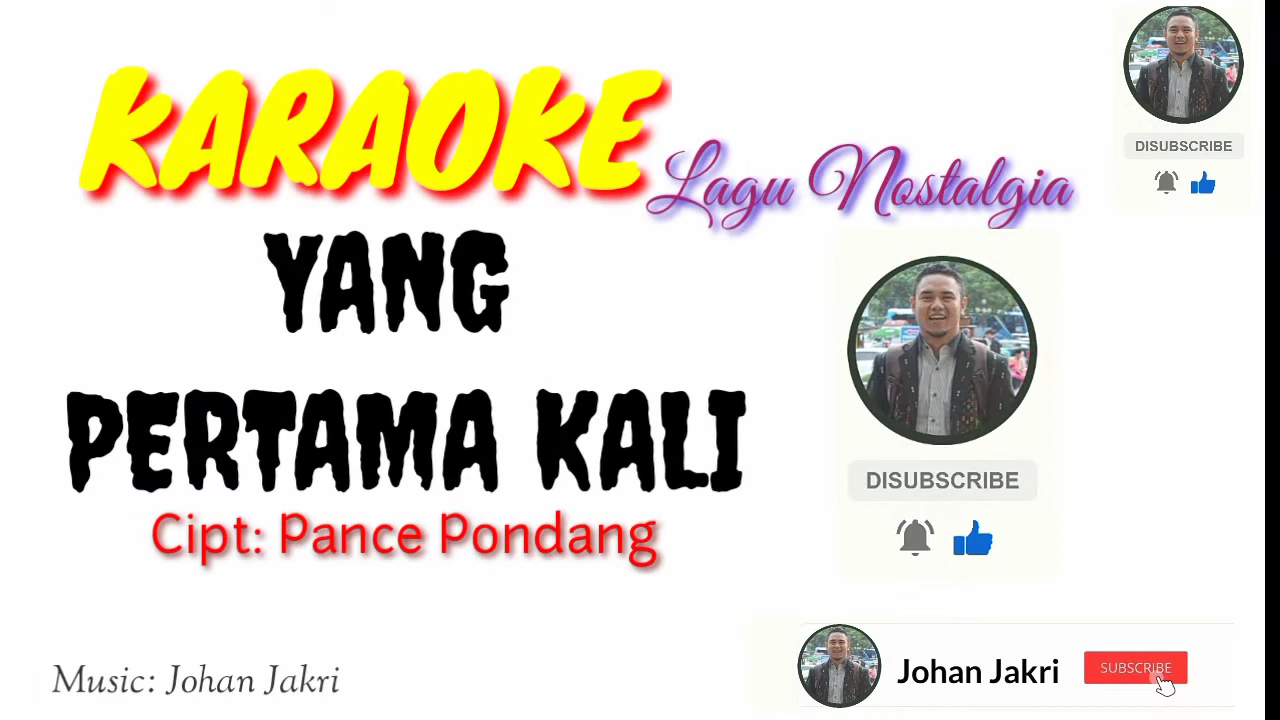 KARAOKE
Lagu Nostalgia
YANG
PERTAMA KALI
Cipt: Pance Pondang
Music: Johan Jakri
DISUBSCRIBE
DISUBSCRIBE
Johan Jakri
SUBSCRIBE